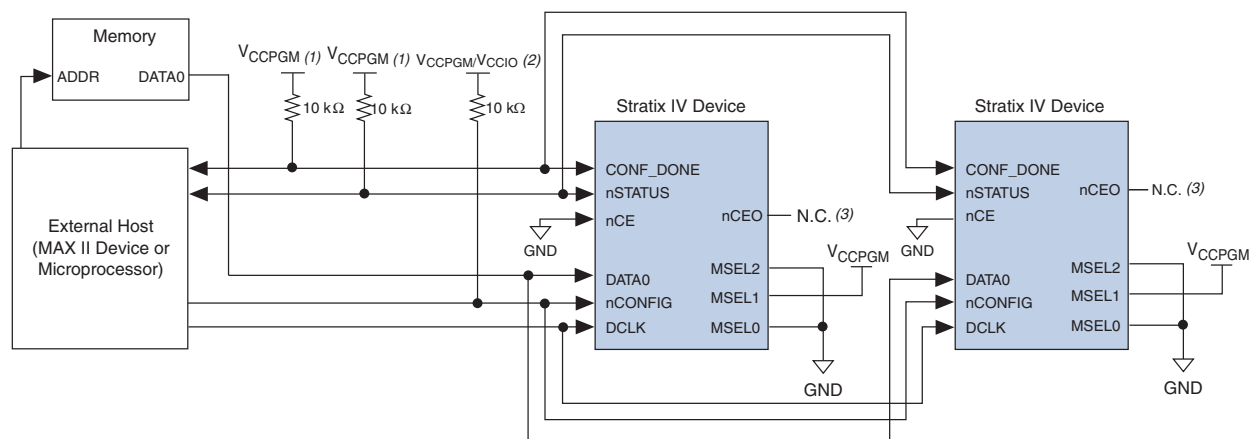 Memory
ADDR DATA0
VCCPGM (1)
VCCPGM (1)
VCCPGM/VCCIO (2)
10 kΩ
10 kΩ
10 kΩ
External Host
(MAX II Device or
Microprocessor)
Stratix IV Device
CONF_DONE
nSTATUS
nCE
nCEO
N.C. (3)
GND
DATA0
nCONFIG
DCLK
MSEL2
MSEL1
MSEL0
VCCPGM
GND
Stratix IV Device
CONF_DONE
nSTATUS
nCE
nCEO
N.C. (3)
GND
DATA0
nCONFIG
DCLK
MSEL2
MSEL1
MSEL0
VCCPGM
GND